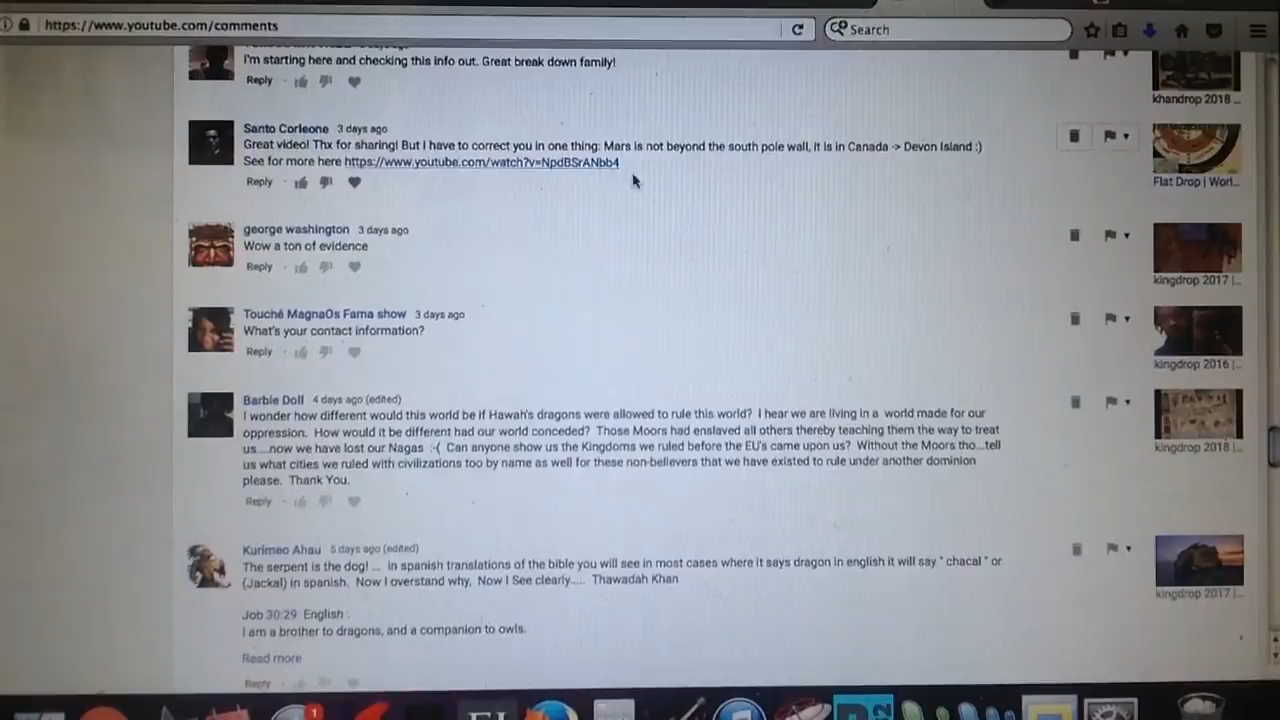 https://www.youtube.com/comments
Search
I'm starting here and checking this info out. Great break down family!
Reply
khandrop 2018 ...
Santo Corleone 3 days ago
Great video! Thx for sharing! But I have to correct you in one thing: Mars is not beyond the south pole wall, it is in Canada -> Devon Island :)
See for more here https://www.youtube.com/watch?v=NpdBSrANbb4
Reply
Flat Drop | Worl...
george washington 3 days ago
Wow a ton of evidence
Reply
kingdrop 2017 |...
Touché MagnaOs Fama show 3 days ago
What's your contact information?
Reply
kingdrop 2016 |...
Barbie Doll 4 days ago (edited)
I wonder how different would this world be if Hawah's dragons were allowed to rule this world? I hear we are living in a world made for our
oppression. How would it be different had our world conceded? Those Moors had enslaved all others thereby teaching them the way to treat
us....now we have lost our Nagas :-( Can anyone show us the Kingdoms we ruled before the EU's came upon us? Without the Moors tho...tell
us what cities we ruled with civilizations too by name as well for these non-believers that we have existed to rule under another dominion
please. Thank You.
Reply
kingdrop 2018 |...
Kurimeo Ahau 5 days ago (edited)
The serpent is the dog! ... in spanish translations of the bible you will see in most cases where it says dragon in english it will say " chacal " or
(Jackal) in spanish. Now I overstand why, Now I See clearly..... Thawadah Khan
Job 30:29 English :
I am a brother to dragons, and a companion to owls.
Read more
Reply
kingdrop 2017 |...
1